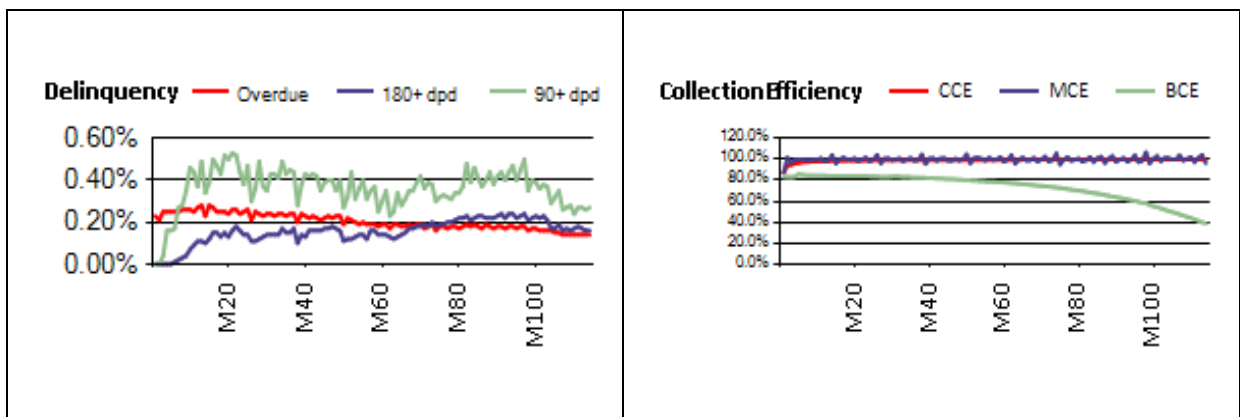 Delinquency Overdue 180+ dpd 90+ dpd
0.60%
0.40%
0.20%
0.00%
M20 M40 M60 M80 M100
Collection Efficiency CCE MCE BCE
120.0%
100.0%
80.0%
60.0%
40.0%
20.0%
0.0%
M20 M40 M60 M80 M100